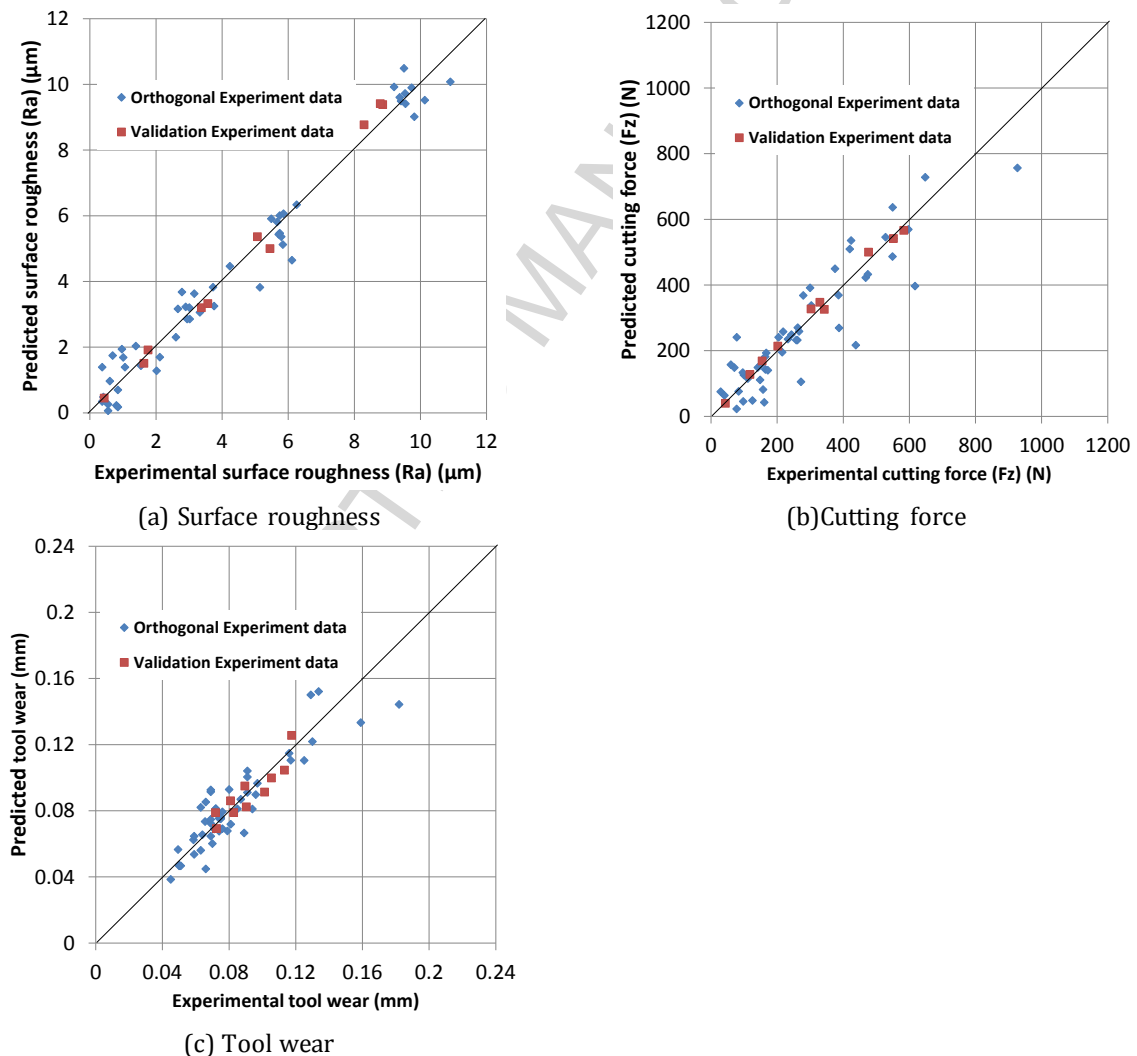 12
10
8
6
4
2
0
Predicted surface roughness (Ra) (μm)
Orthogonal Experiment data
Validation Experiment data
0 2 4 6 8 10 12
Experimental surface roughness (Ra) (μm)
(a) Surface roughness
1200
1000
800
600
400
200
0
Predicted cutting force (Fz) (N)
Orthogonal Experiment data
Validation Experiment data
0 200 400 600 800 1000 1200
Experimental cutting force (Fz) (N)
(b)Cutting force
0.24
0.2
0.16
0.12
0.08
0.04
0
Predicted tool wear (mm)
Orthogonal Experiment data
Validation Experiment data
0 0.04 0.08 0.12 0.16 0.2 0.24
Experimental tool wear (mm)
(c) Tool wear